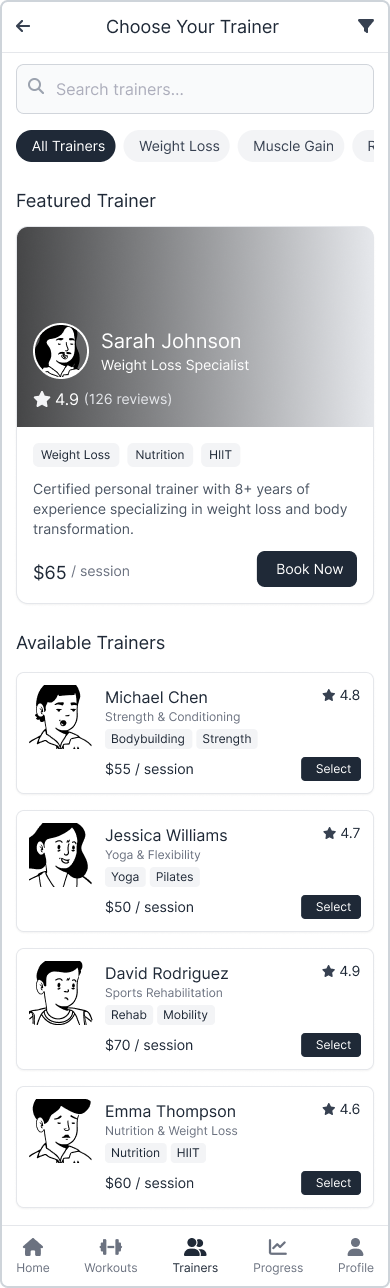 Choose Your Trainer
Search trainers...
All Trainers
Weight Loss
Muscle Gain
R
Featured Trainer
Sarah Johnson
Weight Loss Specialist
4.9 (126 reviews)
Weight Loss
Nutrition
HIIT
Certified personal trainer with 8+ years of
experience specializing in weight loss and body
transformation.
$65 / session
Book Now
Available Trainers
Michael Chen
4.8
Strength & Conditioning
Bodybuilding
Strength
$55 / session
Select
Jessica Williams
4.7
Yoga & Flexibility
Yoga
Pilates
$50 / session
Select
David Rodriguez
4.9
Sports Rehabilitation
Rehab
Mobility
$70 / session
Select
Emma Thompson
4.6
Nutrition & Weight Loss
Nutrition
HIIT
$60 / session
Select
Home
Workouts
Trainers
Progress
Profile